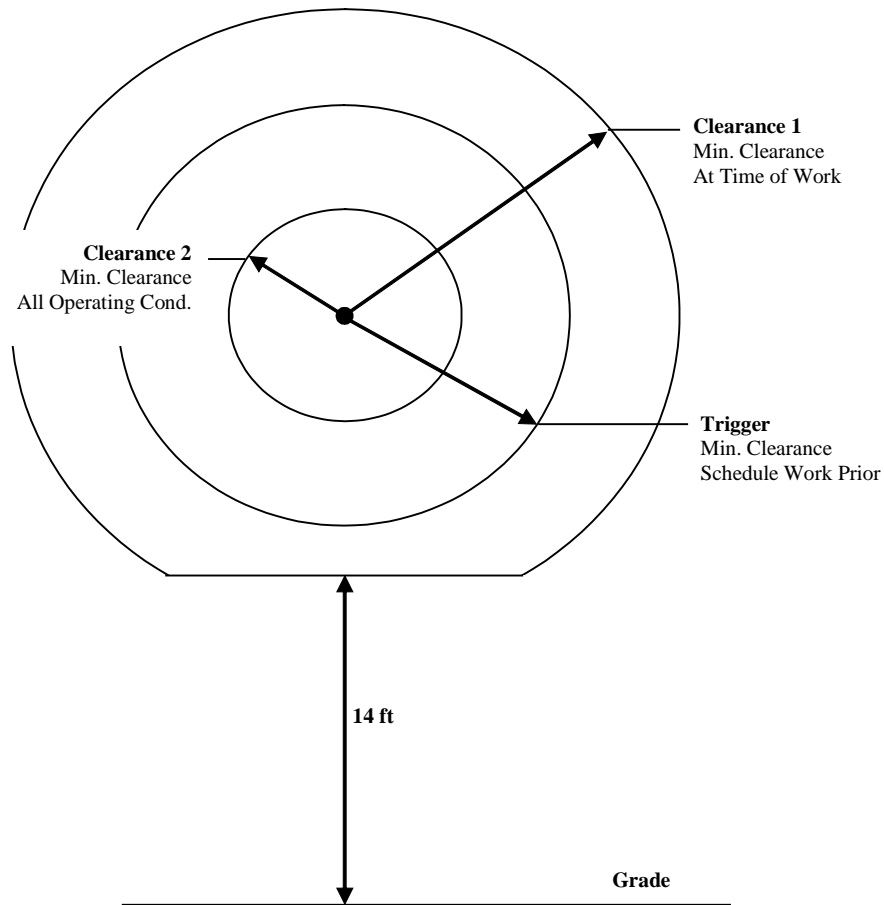 Clearance 1
Min. Clearance
At Time of Work
Clearance 2
Min. Clearance
All Operating Cond.
Trigger
Min. Clearance
Schedule Work Prior
14 ft
Grade